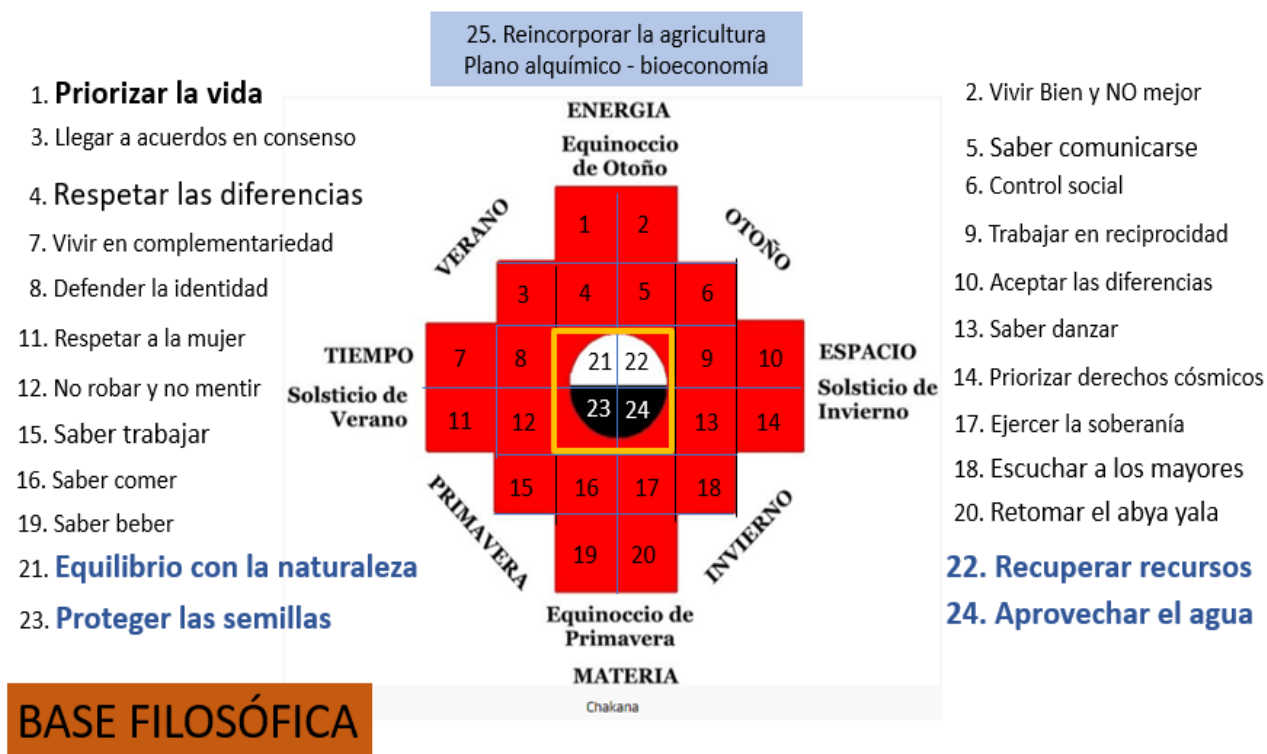 25. Reincorporar la agricultura
Plano alquímico - bioeconomía
1. Priorizar la vida
3. Llegar a acuerdos en consenso
4. Respetar las diferencias
7. Vivir en complementariedad
8. Defender la identidad
11. Respetar a la mujer
12. No robar y no mentir
15. Saber trabajar
16. Saber comer
19. Saber beber
21. Equilibrio con la naturaleza
23. Proteger las semillas
ENERGIA
Equinoccio
de Otoño
VERANO
OTOÑO
1 2
3 4 5 6
TIEMPO
Solsticio de
Verano
7 8 21 22 9 10
11 12 23 24 13 14
ESPACIO
Solsticio de
Invierno
15 16 17 18
19 20
PRIMAVERA
INVIERNO
Equinoccio de
Primavera
MATERIA
Chakana
2. Vivir Bien y NO mejor
5. Saber comunicarse
6. Control social
9. Trabajar en reciprocidad
10. Aceptar las diferencias
13. Saber danzar
14. Priorizar derechos cósmicos
17. Ejercer la soberanía
18. Escuchar a los mayores
20. Retomar el abya yala
22. Recuperar recursos
24. Aprovechar el agua
BASE FILOSÓFICA